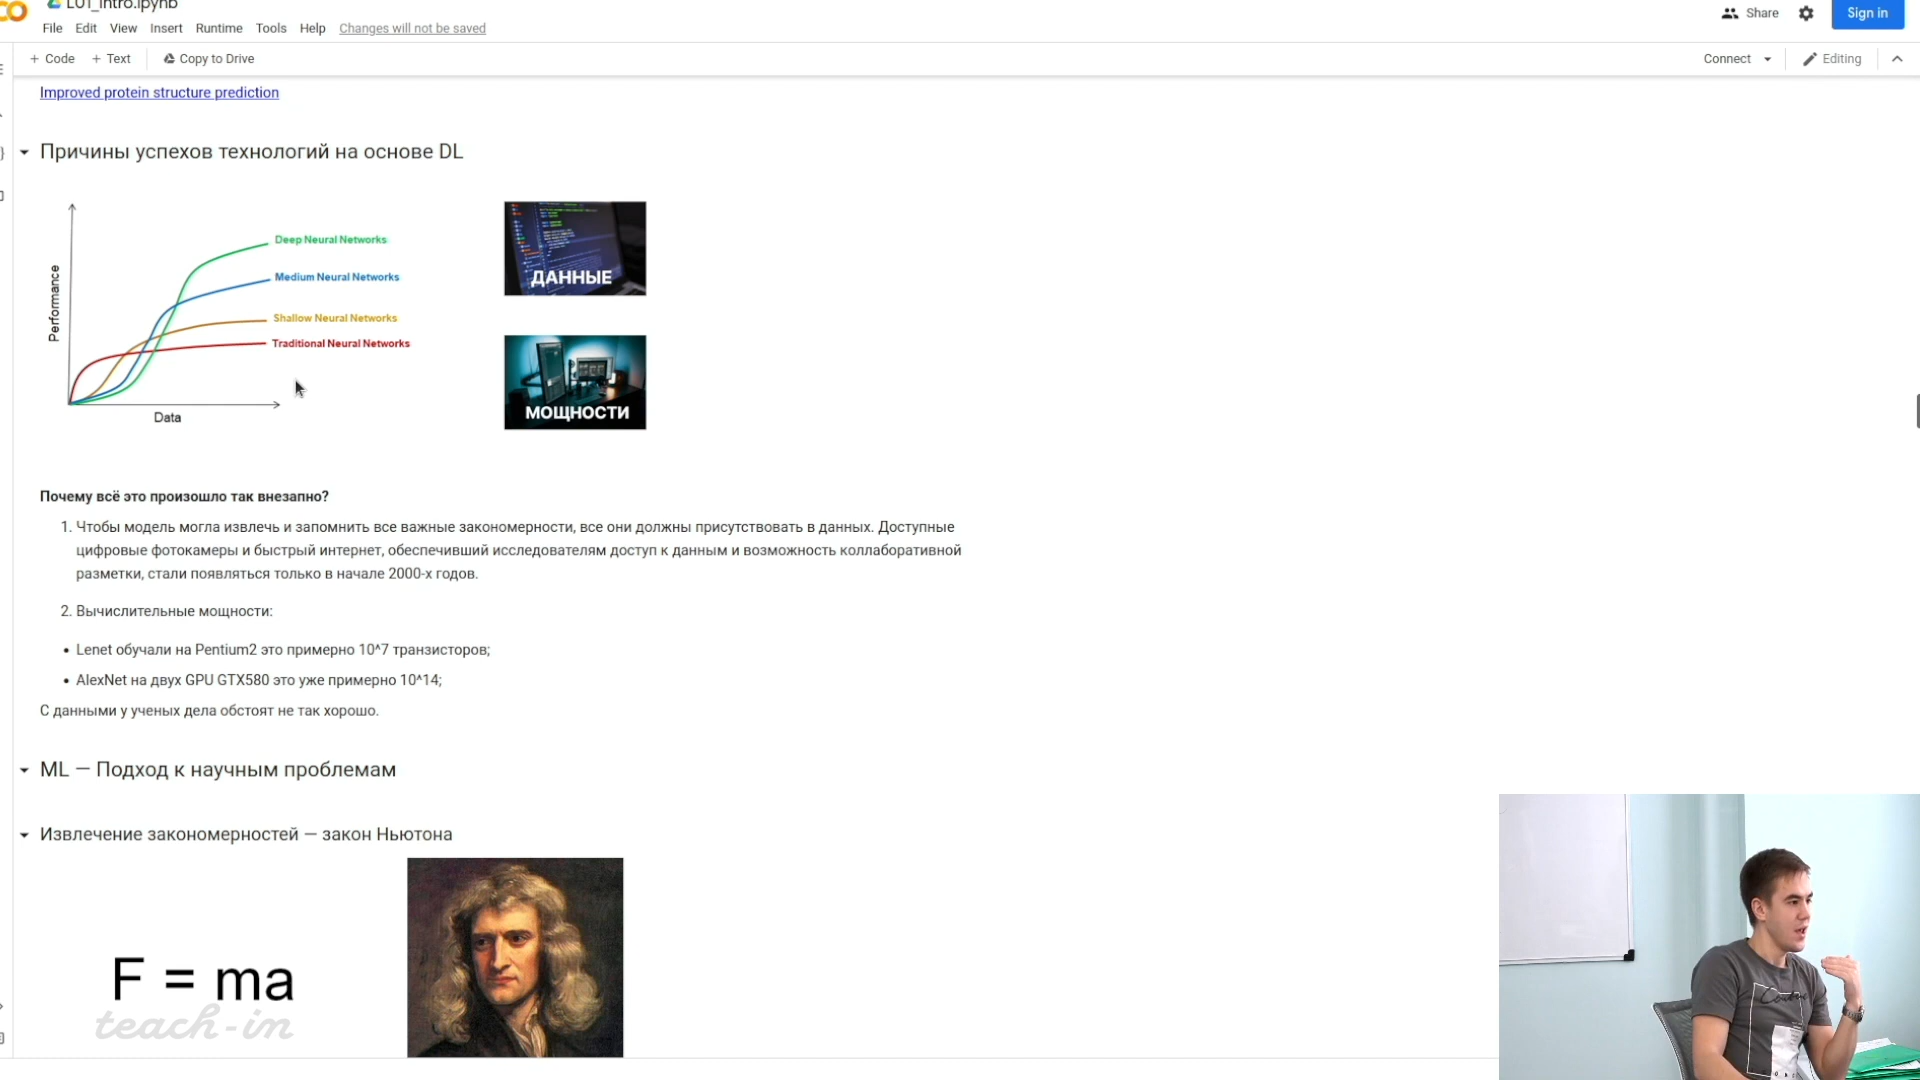 L01_Intro.ipynb
File Edit View Insert Runtime Tools Help Changes will not be saved
Share Sign in
+ Code + Text Copy to Drive
Connect Editing
Improved protein structure prediction
Причины успехов технологий на основе DL
Deep Neural Networks
Medium Neural Networks
Shallow Neural Networks
Traditional Neural Networks
Performance
Data
ДАННЫЕ
МОЩНОСТИ
Почему всё это произошло так внезапно?
1. Чтобы модель могла извлечь и запомнить все важные закономерности, все они должны присутствовать в данных. Доступные
цифровые фотокамеры и быстрый интернет, обеспечивший исследователям доступ к данным и возможность коллаборативной
разметки, стали появляться только в начале 2000-х годов.
2. Вычислительные мощности:
• Lenet обучали на Pentium2 это примерно 10^7 транзисторов;
• AlexNet на двух GPU GTX580 это уже примерно 10^14;
С данными у ученых дела обстоят не так хорошо.
ML — Подход к научным проблемам
Извлечение закономерностей — закон Ньютона
F = ma
teach-in